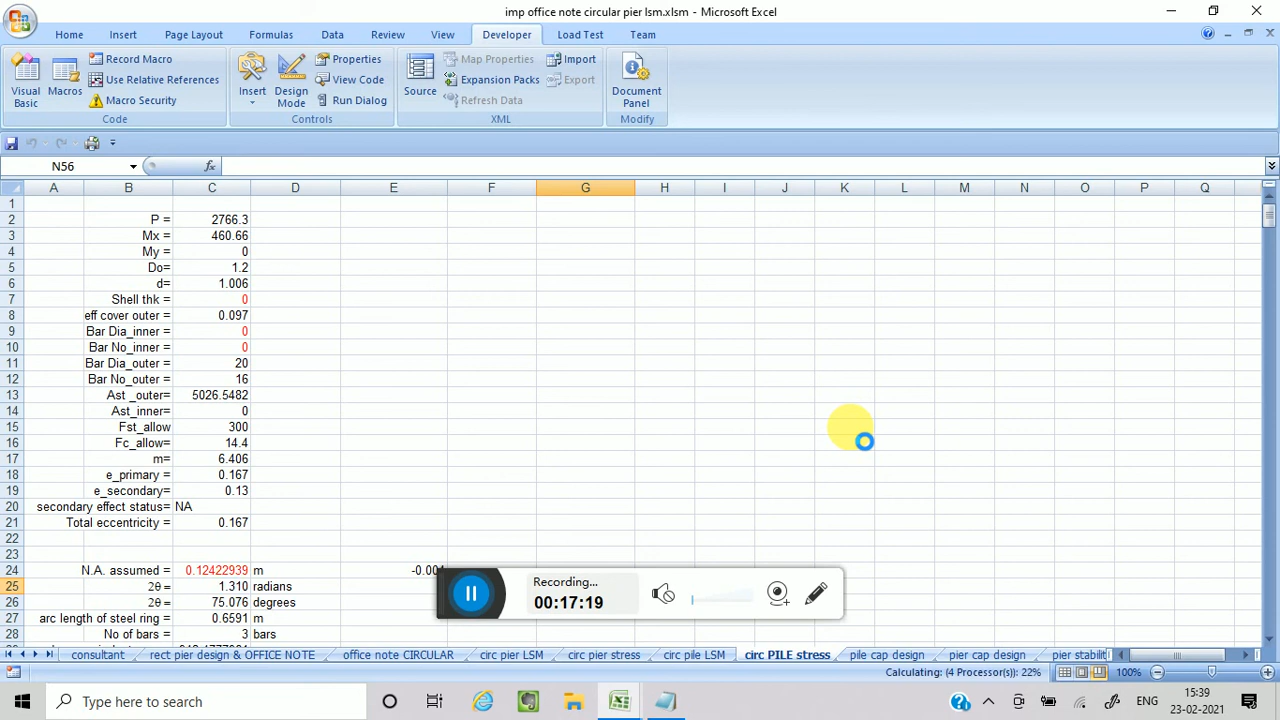 imp office note circular pier lsm.xlsm - Microsoft Excel
Home Insert Page Layout Formulas Data Review View Developer Load Test Team
Visual Basic
Macros
Record Macro
Use Relative References
Macro Security
Code
Insert
Design Mode
Properties
View Code
Run Dialog
Controls
Source
Map Properties
Expansion Packs
Refresh Data
Import
Export
XML
Document Panel
Modify
N56 fx
A B C D E F G H I J K L M N O P Q
1
2 P = 2766.3
3 Mx = 460.66
4 My = 0
5 Do= 1.2
6 d= 1.006
7 Shell thk = 0
8 eff cover outer = 0.097
9 Bar Dia_inner = 0
10 Bar No_inner = 0
11 Bar Dia_outer = 20
12 Bar No_outer = 16
13 Ast _outer= 5026.5482
14 Ast_inner= 0
15 Fst_allow 300
16 Fc_allow= 14.4
17 m= 6.406
18 e_primary = 0.167
19 e_secondary= 0.13
20 secondary effect status= NA
21 Total eccentricity = 0.167
22
23
24 N.A. assumed = 0.12422939 m
25 2θ = 1.310 radians
26 2θ = 75.076 degrees
27 arc length of steel ring = 0.6591 m
28 No of bars = 3 bars
Recording...
00:17:19
consultant rect pier design & OFFICE NOTE office note CIRCULAR circ pier LSM circ pier stress circ pile LSM circ PILE stress pile cap design pier cap design pier stabilit
Calculating: (4 Processor(s)): 22% 100%
Type here to search
ENG
15:39
23-02-2021